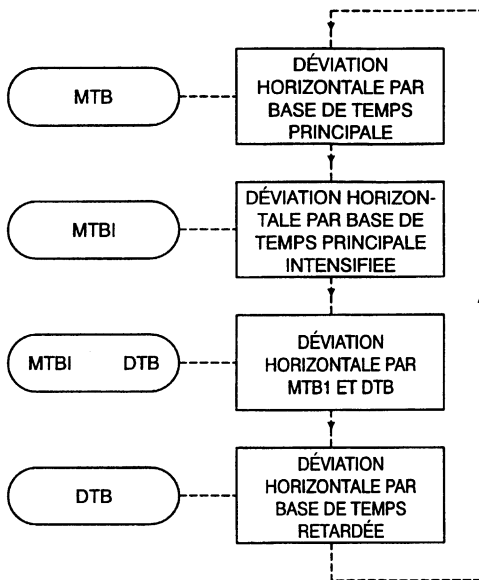 MTB
DÉVIATION
HORIZONTALE PAR
BASE DE TEMPS
PRINCIPALE
MTBI
DÉVIATION HORIZON-
TALE PAR BASE DE
TEMPS PRINCIPALE
INTENSIFIEE
MTBI DTB
DÉVIATION
HORIZONTALE PAR
MTB1 ET DTB
DTB
DÉVIATION
HORIZONTALE PAR
BASE DE TEMPS
RETARDÉE